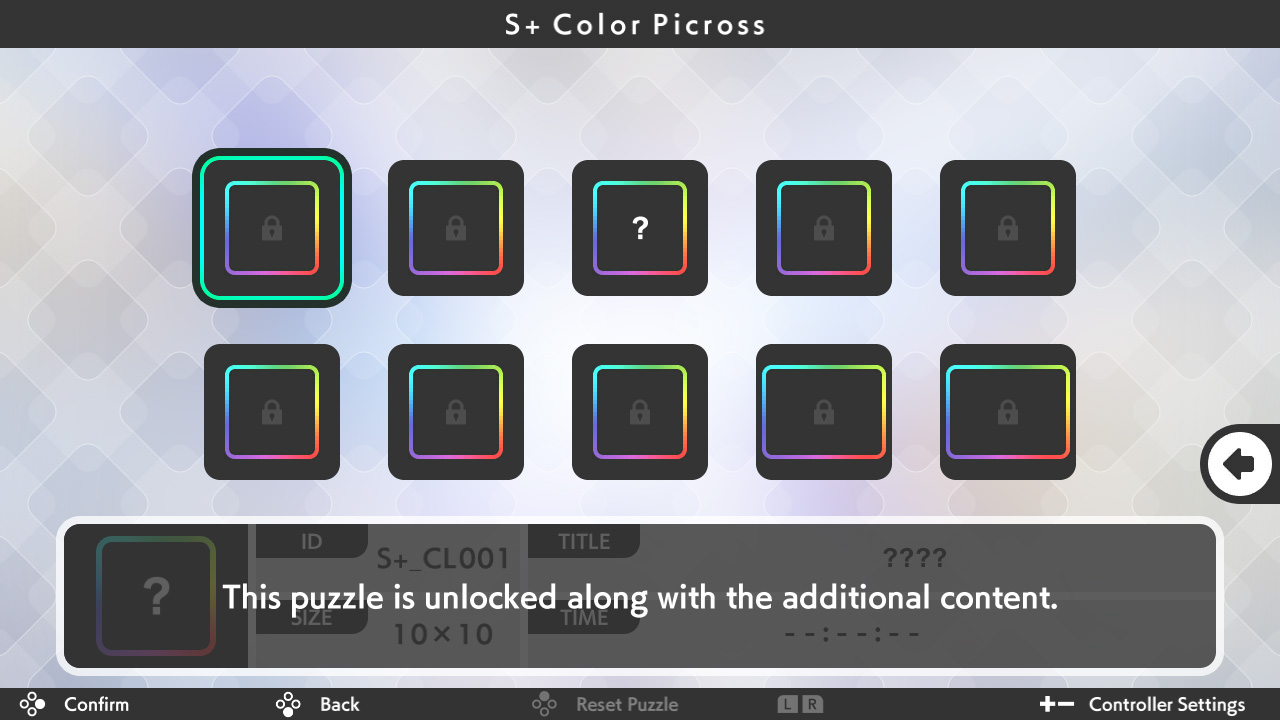 S+ Color Picross
?
ID
S+_CL001
TITLE
????
?
This puzzle is unlocked along with the additional content.
SIZE
10×10
TIME
--:--:--
Confirm
Back
Reset Puzzle
L R
Controller Settings